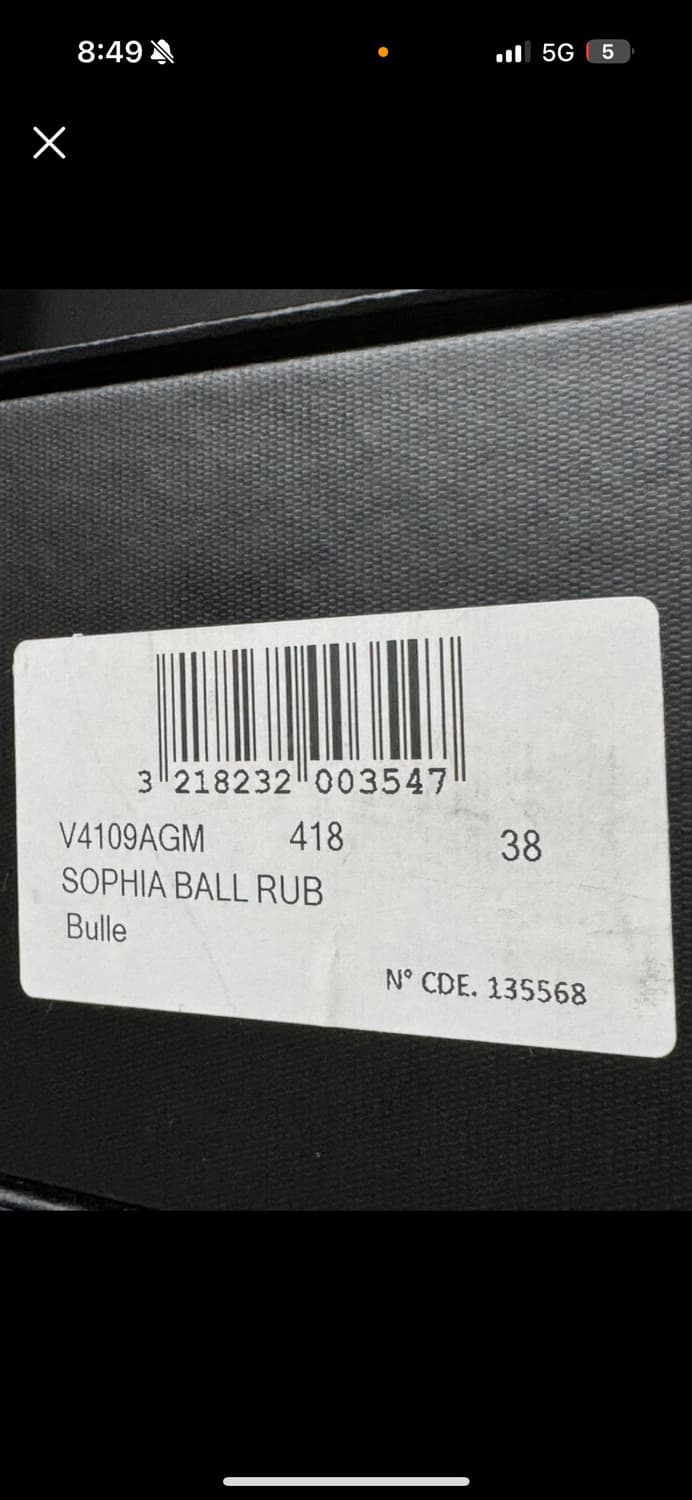 8:49 5G 5
3 218232 003547
V4109AGM 418 38
SOPHIA BALL RUB
Bulle
N° CDE. 135568